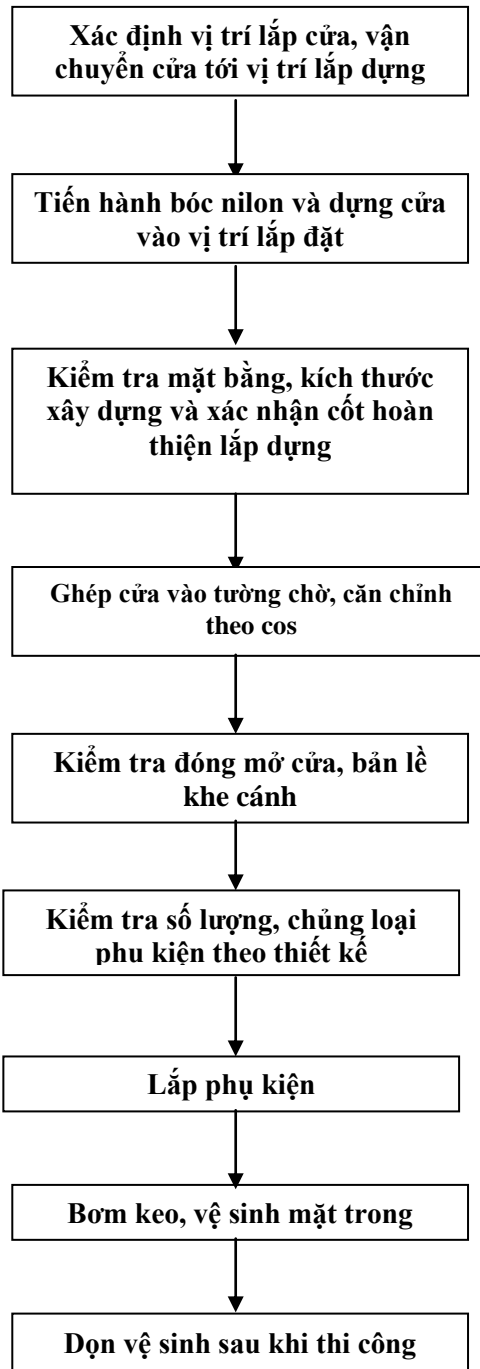 Xác định vị trí lắp cửa, vận
chuyển cửa tới vị trí lắp dựng
Tiến hành bóc nilon và dựng cửa
vào vị trí lắp đặt
Kiểm tra mặt bằng, kích thước
xây dựng và xác nhận cốt hoàn
thiện lắp dựng
Ghép cửa vào tường chờ, căn chỉnh
theo cos
Kiểm tra đóng mở cửa, bản lề
khe cánh
Kiểm tra số lượng, chủng loại
phụ kiện theo thiết kế
Lắp phụ kiện
Bơm keo, vệ sinh mặt trong
Dọn vệ sinh sau khi thi công